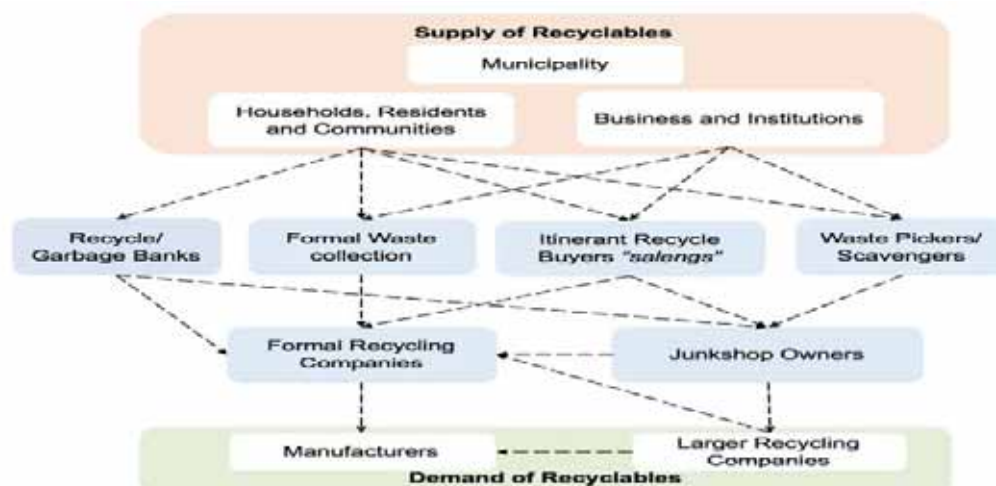 Supply of Recyclables
Municipality
Households, Residents
and Communities
Business and Institutions
Recycle/
Garbage Banks
Formal Waste
collection
Itinerant Recycle
Buyers "salengs"
Waste Pickers/
Scavengers
Formal Recycling
Companies
Junkshop Owners
Manufacturers
Larger Recycling
Companies
Demand of Recyclables